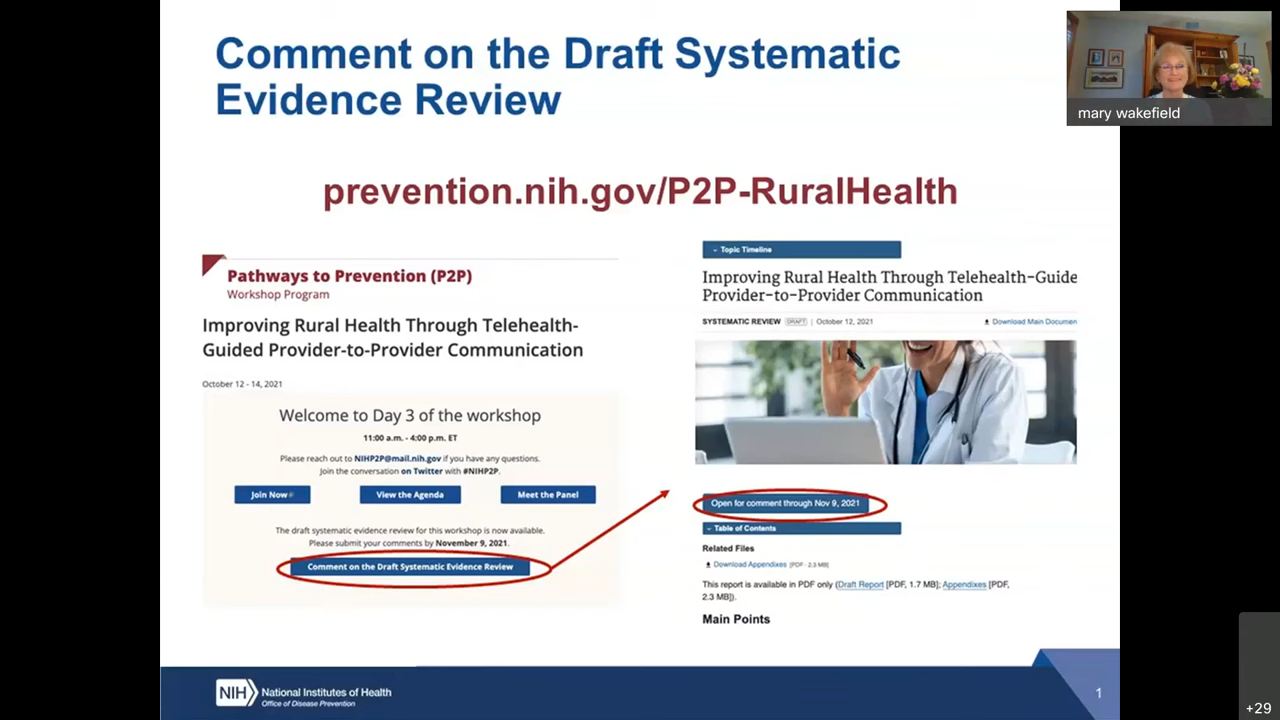 Comment on the Draft Systematic
Evidence Review
mary wakefield
prevention.nih.gov/P2P-RuralHealth
Pathways to Prevention (P2P)
Workshop Program
Improving Rural Health Through Telehealth-
Guided Provider-to-Provider Communication
October 12 - 14, 2021
Welcome to Day 3 of the workshop
11:00 a.m. - 4:00 p.m. ET
Please reach out to NIHP2P@mail.nih.gov if you have any questions.
Join the conversation on Twitter with #NIHP2P.
Join Now
View the Agenda
Meet the Panel
The draft systematic evidence review for this workshop is now available.
Please submit your comments by November 9, 2021.
Comment on the Draft Systematic Evidence Review
Topic Timeline
Improving Rural Health Through Telehealth-Guide
Provider-to-Provider Communication
SYSTEMATIC REVIEW DRAFT | October 12, 2021
Download Main Documen
Open for comment through Nov 9, 2021
Table of Contents
Related Files
Download Appendixes [PDF - 2.3 MB]
This report is available in PDF only (Draft Report [PDF, 1.7 MB]; Appendixes [PDF,
2.3 MB]).
Main Points
NIH National Institutes of Health
Office of Disease Prevention
1
+29